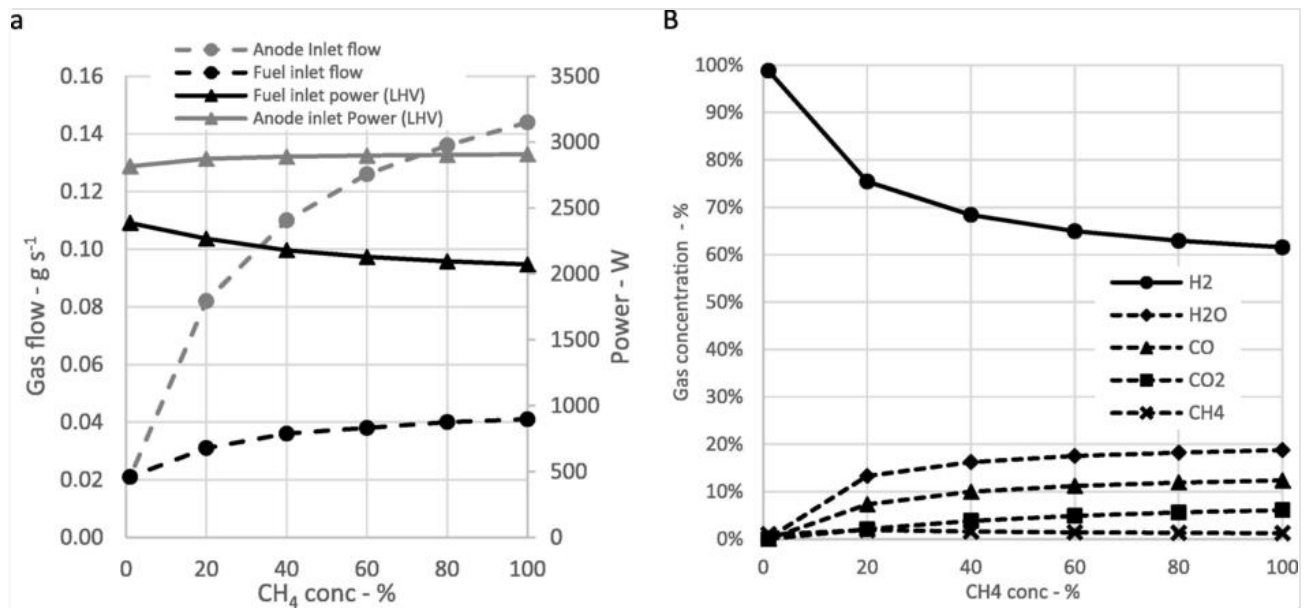 a
Anode Inlet flow
Fuel inlet flow
Fuel inlet power (LHV)
Anode inlet Power (LHV)
0.16
0.14
0.12
0.10
0.08
0.06
0.04
0.02
0.00
Gas flow - g s⁻¹
3500
3000
2500
2000
1500
1000
500
0
Power - W
0 20 40 60 80 100
CH₄ conc - %
B
100%
90%
80%
70%
60%
50%
40%
30%
20%
10%
0%
Gas concentration - %
H2
H2O
CO
CO2
CH4
0 20 40 60 80 100
CH4 conc - %